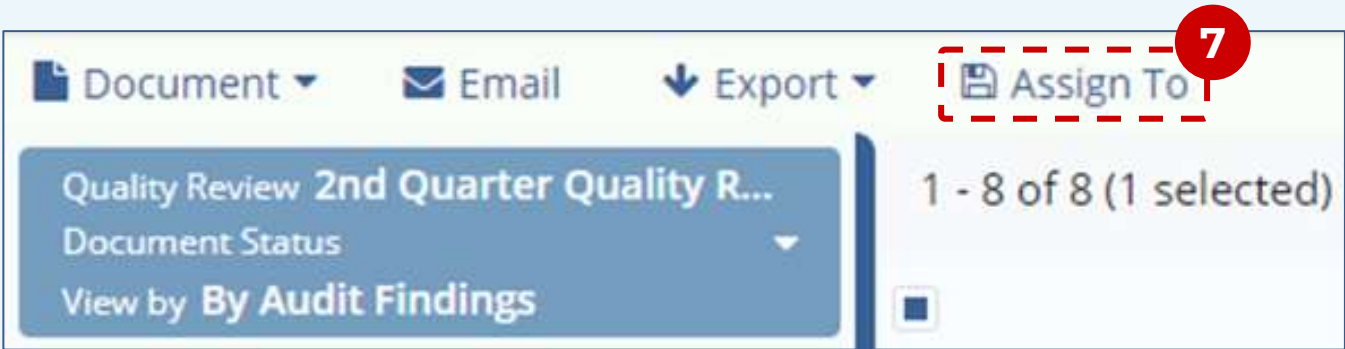 7
Document Email Export Assign To
Quality Review 2nd Quarter Quality R...
1 - 8 of 8 (1 selected)
Document Status
View by By Audit Findings